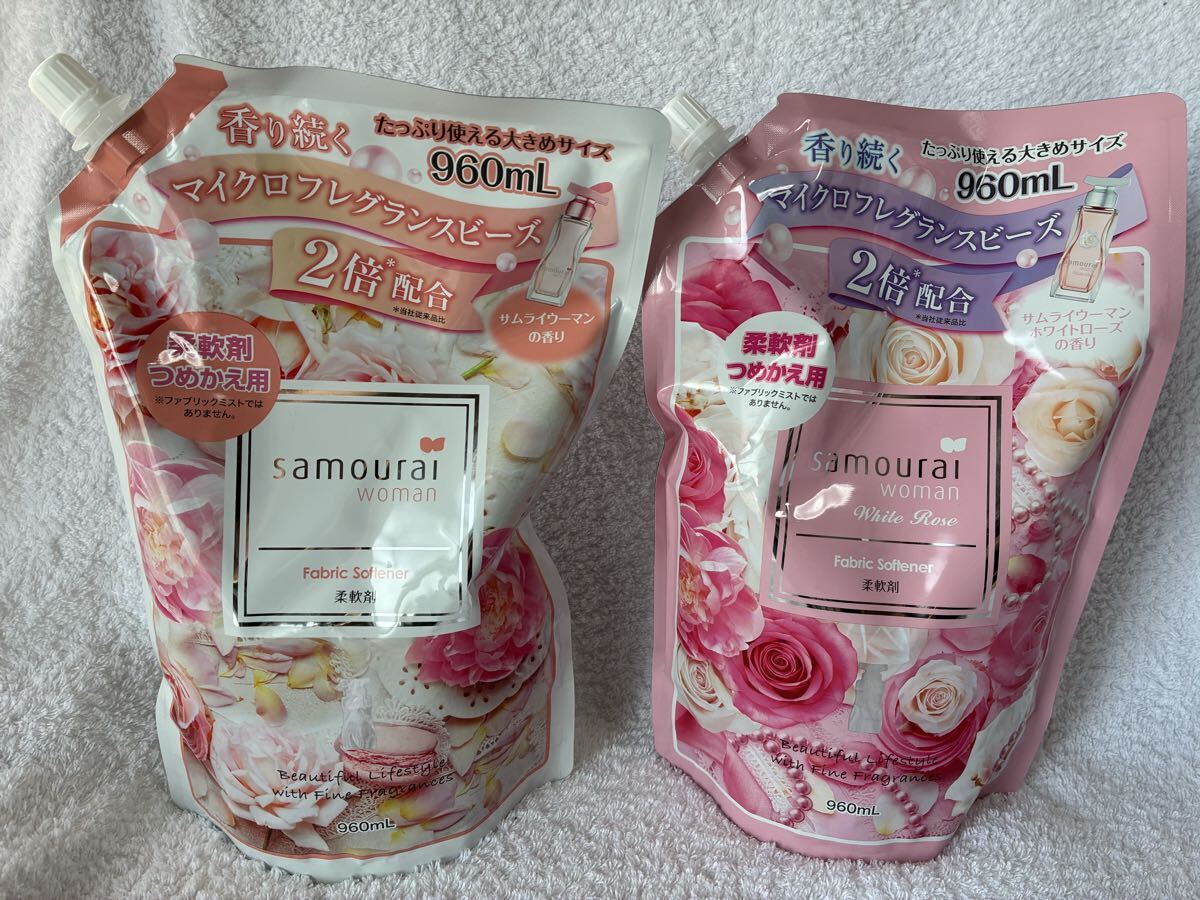 香り続く
たっぷり使える大きめサイズ
960mL
マイクロフレグランスビーズ
2倍*配合
*当社従来品比
samourai
サムライウーマン
の香り
柔軟剤
つめかえ用
※ファブリックミストでは
ありません。
samourai
woman
Fabric Softener
柔軟剤
Beautiful Lifestyle
with Fine Fragrances
960mL
香り続く
たっぷり使える大きめサイズ
960mL
マイクロフレグランスビーズ
2倍*配合
*当社従来品比
samourai
サムライウーマン
ホワイトローズ
の香り
柔軟剤
つめかえ用
※ファブリックミストでは
ありません。
samourai
woman
White Rose
Fabric Softener
柔軟剤
Beautiful Lifestyle
with Fine Fragrances
960mL